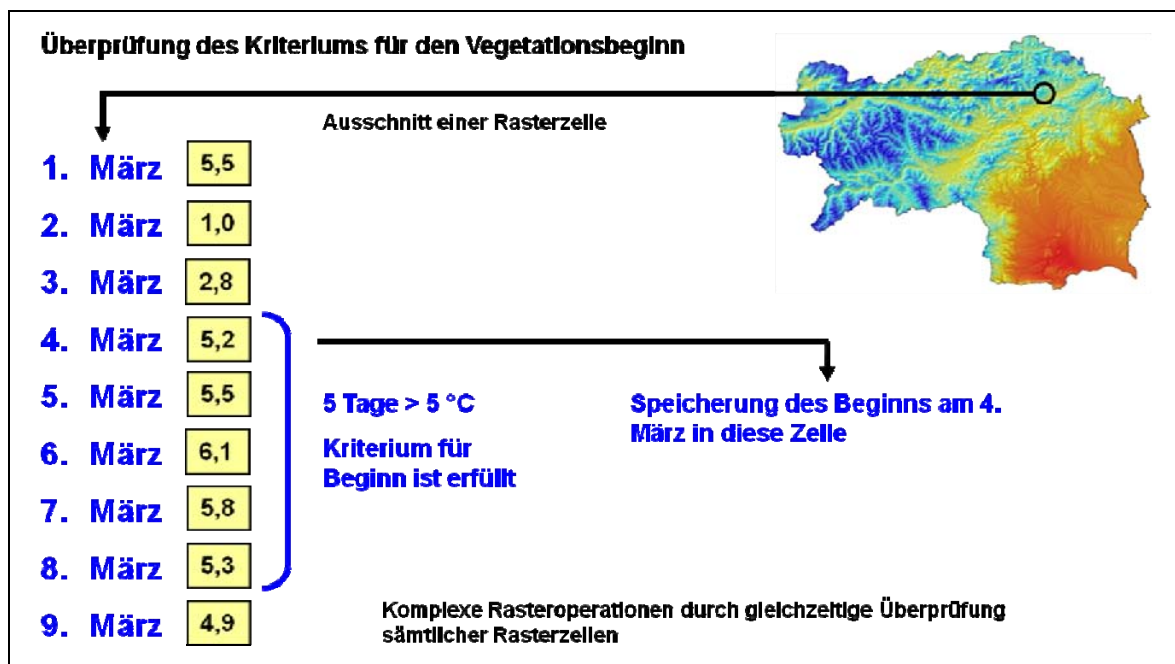 Überprüfung des Kriteriums für den Vegetationsbeginn
Ausschnitt einer Rasterzelle
1. März 5,5
2. März 1,0
3. März 2,8
4. März 5,2
5. März 5,5
6. März 6,1
7. März 5,8
8. März 5,3
9. März 4,9
5 Tage > 5 °C
Kriterium für
Beginn ist erfüllt
Speicherung des Beginns am 4.
März in diese Zelle
Komplexe Rasteroperationen durch gleichzeitige Überprüfung
sämtlicher Rasterzellen